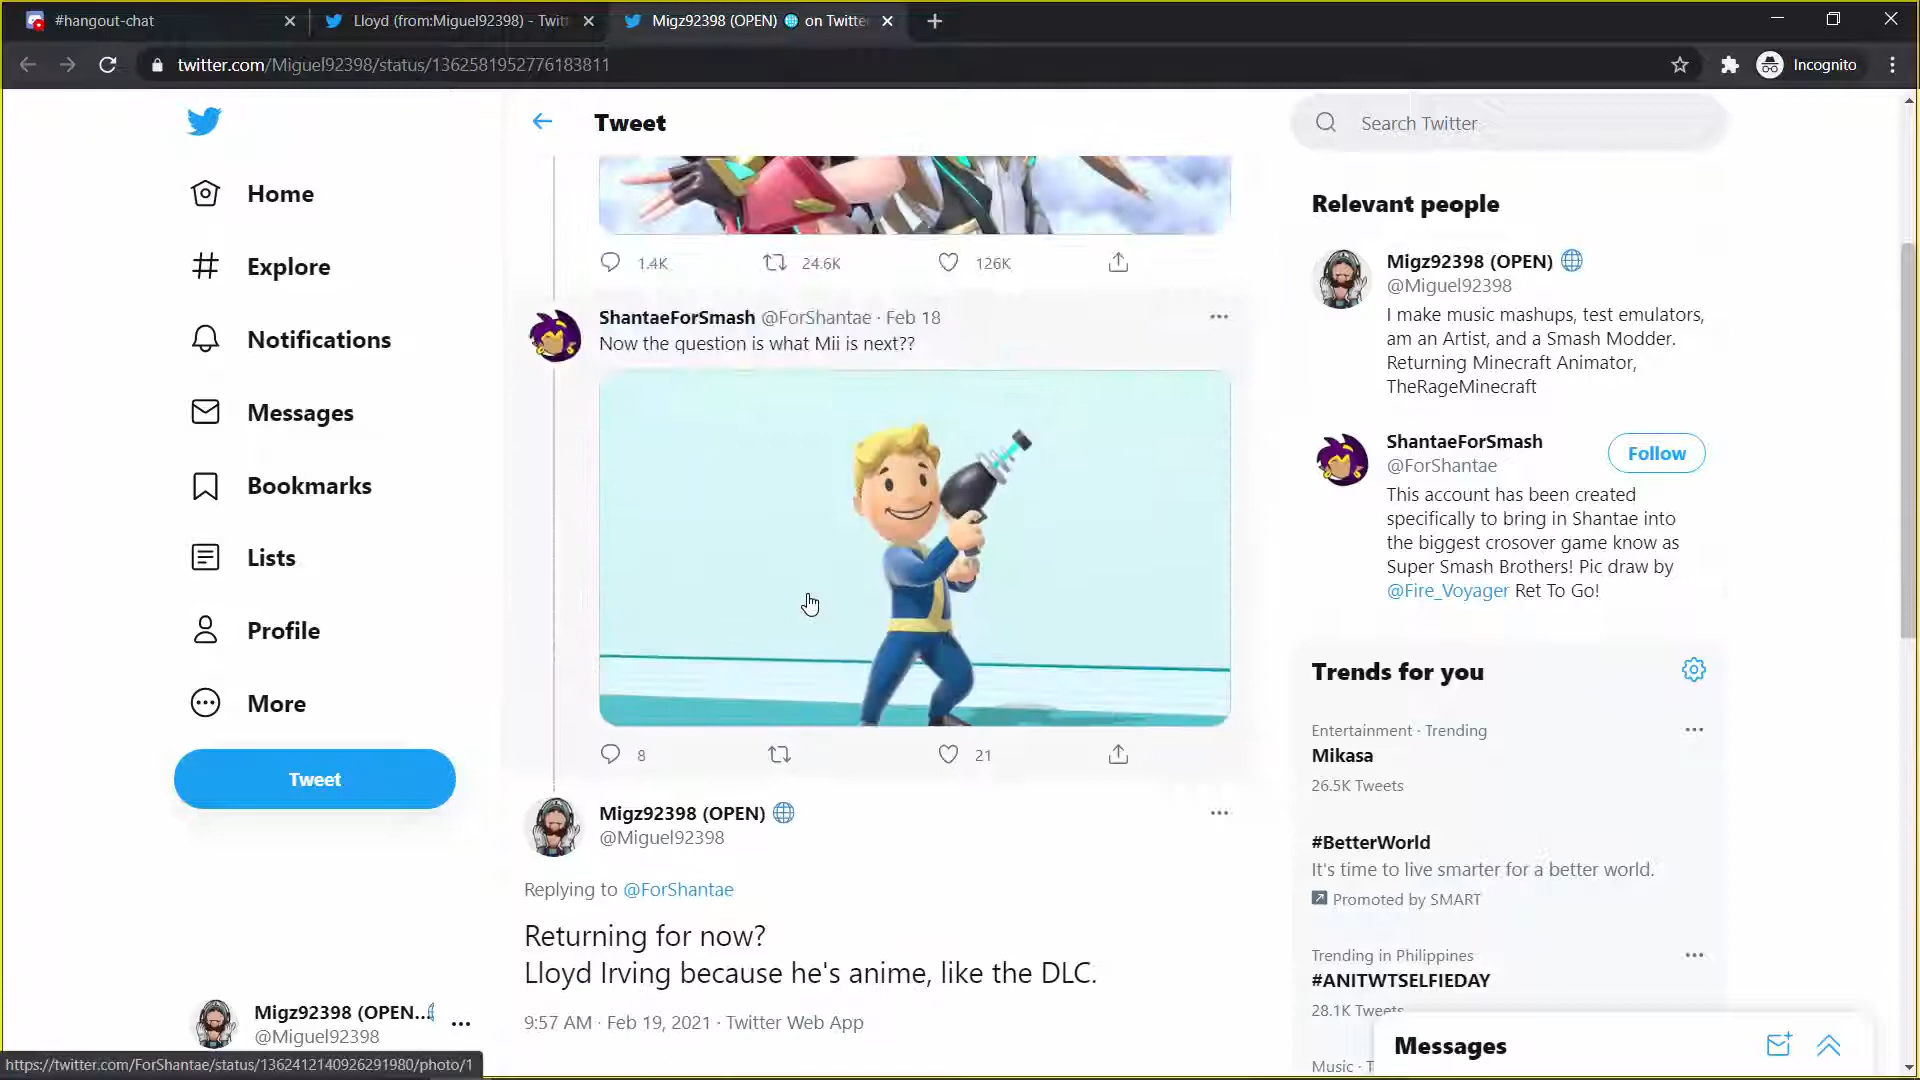 #hangout-chat
Lloyd (from:Miguel92398) - Twitt
Migz92398 (OPEN) 🌐 on Twitte
twitter.com/Miguel92398/status/1362581952776183811
Incognito
Home
Explore
Notifications
Messages
Bookmarks
Lists
Profile
More
Tweet
Migz92398 (OPEN...
@Miguel92398
https://twitter.com/ForShantae/status/1362412140926291980/photo/1
Tweet
1.4K
24.6K
126K
ShantaeForSmash @ForShantae · Feb 18
Now the question is what Mii is next??
8
21
Migz92398 (OPEN) 🌐
@Miguel92398
Replying to @ForShantae
Returning for now?
Lloyd Irving because he's anime, like the DLC.
9:57 AM · Feb 19, 2021 · Twitter Web App
Search Twitter
Relevant people
Migz92398 (OPEN) 🌐
@Miguel92398
I make music mashups, test emulators,
am an Artist, and a Smash Modder.
Returning Minecraft Animator,
TheRageMinecraft
ShantaeForSmash
@ForShantae
Follow
This account has been created
specifically to bring in Shantae into
the biggest crosover game know as
Super Smash Brothers! Pic draw by
@Fire_Voyager Ret To Go!
Trends for you
Entertainment · Trending
Mikasa
26.5K Tweets
#BetterWorld
It's time to live smarter for a better world.
Promoted by SMART
Trending in Philippines
#ANITWTSELFIEDAY
28.1K Tweets
Music · T
Messages